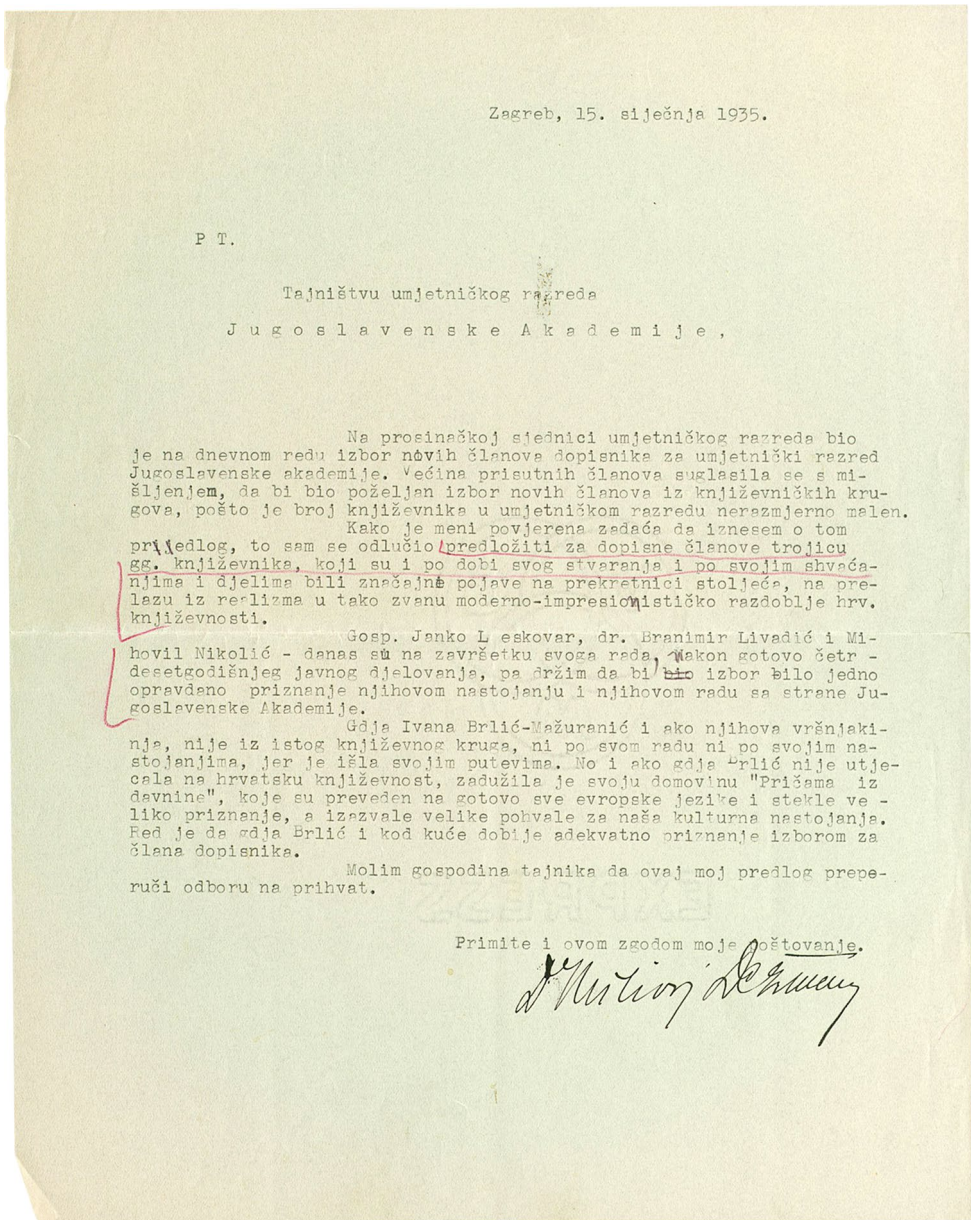 Zagreb, 15. siječnja 1935.
P T.
Tajništvu umjetničkog razreda
J u g o s l a v e n s k e A k a d e m i j e ,
Na prosinačkoj sjednici umjetničkog razreda bio
je na dnevnom redu izbor novih članova dopisnika za umjetnički razred
Jugoslavenske akademije. Većina prisutnih članova suglasila se s mi-
šljenjem, da bi bio poželjan izbor novih članova iz književničkih kru-
gova, pošto je broj književnika u umjetničkom razredu nerazmjerno malen.
Kako je meni povjerena zadaća da iznesem o tom
prijedlog, to sam se odlučio predložiti za dopisne članove trojicu
gg. književnika, koji su i po dobi svog stvaranja i po svojim shvaća-
njima i djelima bili značajne pojave na prekretnici stoljeća, na pre-
lazu iz realizma u tako zvanu moderno-impresionističko razdoblje hrv.
književnosti.
Gosp. Janko L eskovar, dr. Branimir Livadić i Mi-
hovil Nikolić - danas su na završetku svoga rada, nakon gotovo četr -
desetgodišnjeg javnog djelovanja, pa držim da bi bio izbor bilo jedno
opravdano priznanje njihovom nastojanju i njihovom radu sa strane Ju-
goslavenske Akademije.
Gdja Ivana Brlić-Mažuranić i ako njihova vršnjaki-
nja, nije iz istog književnog kruga, ni po svom radu ni po svojim na-
stojanjima, jer je išla svojim putevima. No i ako gdja Brlić nije utje-
cala na hrvatsku književnost, zadužila je svoju domovinu "Pričama iz
davnine", koje su preveden na gotovo sve evropske jezike i stekle ve -
liko priznanje, a izazvale velike pohvale za naša kulturna nastojanja.
Red je da gdja Brlić i kod kuće dobije adekvatno priznanje izborom za
člana dopisnika.
Molim gospodina tajnika da ovaj moj predlog prepe-
ruči odboru na prihvat.
Primite i ovom zgodom moje poštovanje.
Dr